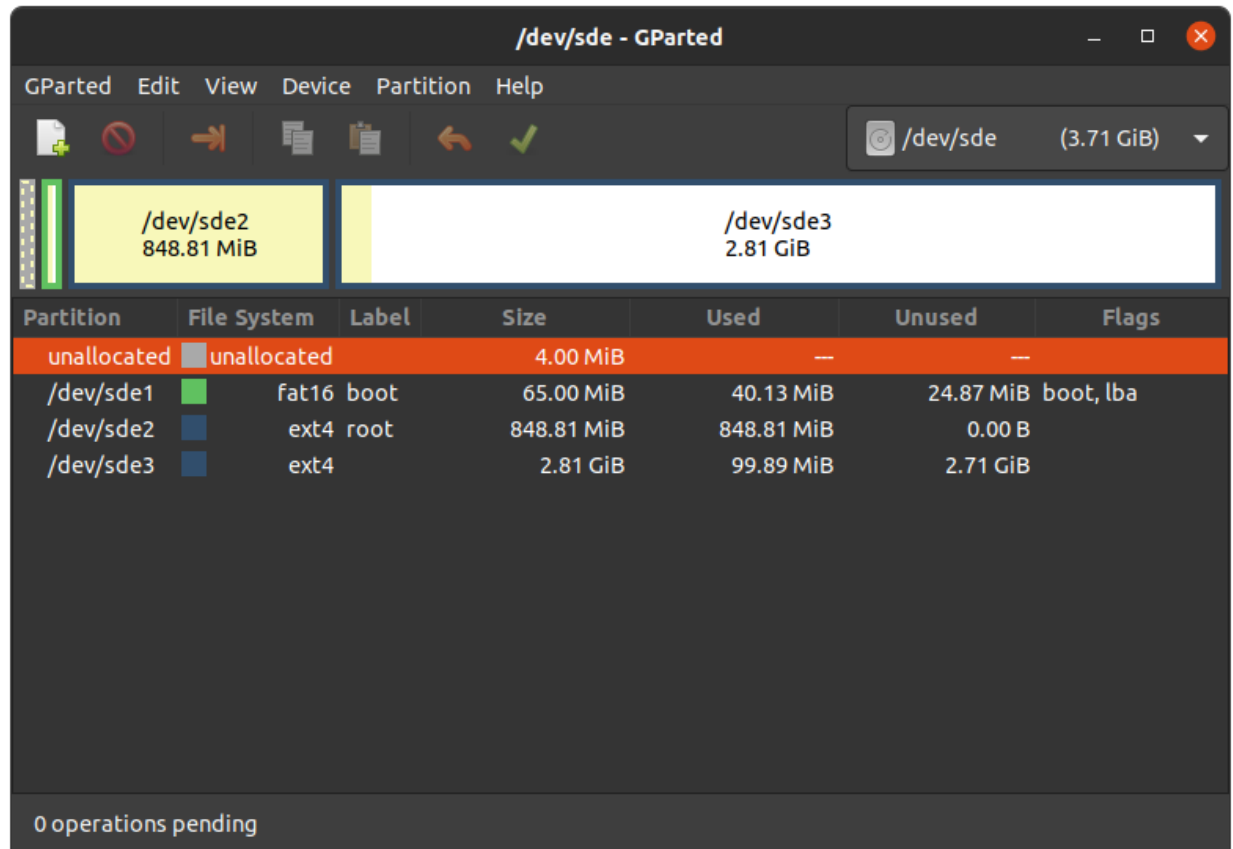 /dev/sde - GParted
GParted Edit View Device Partition Help
/dev/sde (3.71 GiB)
/dev/sde2
848.81 MiB
/dev/sde3
2.81 GiB
Partition File System Label Size Used Unused Flags
unallocated unallocated 4.00 MiB --- ---
/dev/sde1 fat16 boot 65.00 MiB 40.13 MiB 24.87 MiB boot, lba
/dev/sde2 ext4 root 848.81 MiB 848.81 MiB 0.00 B
/dev/sde3 ext4 2.81 GiB 99.89 MiB 2.71 GiB
0 operations pending